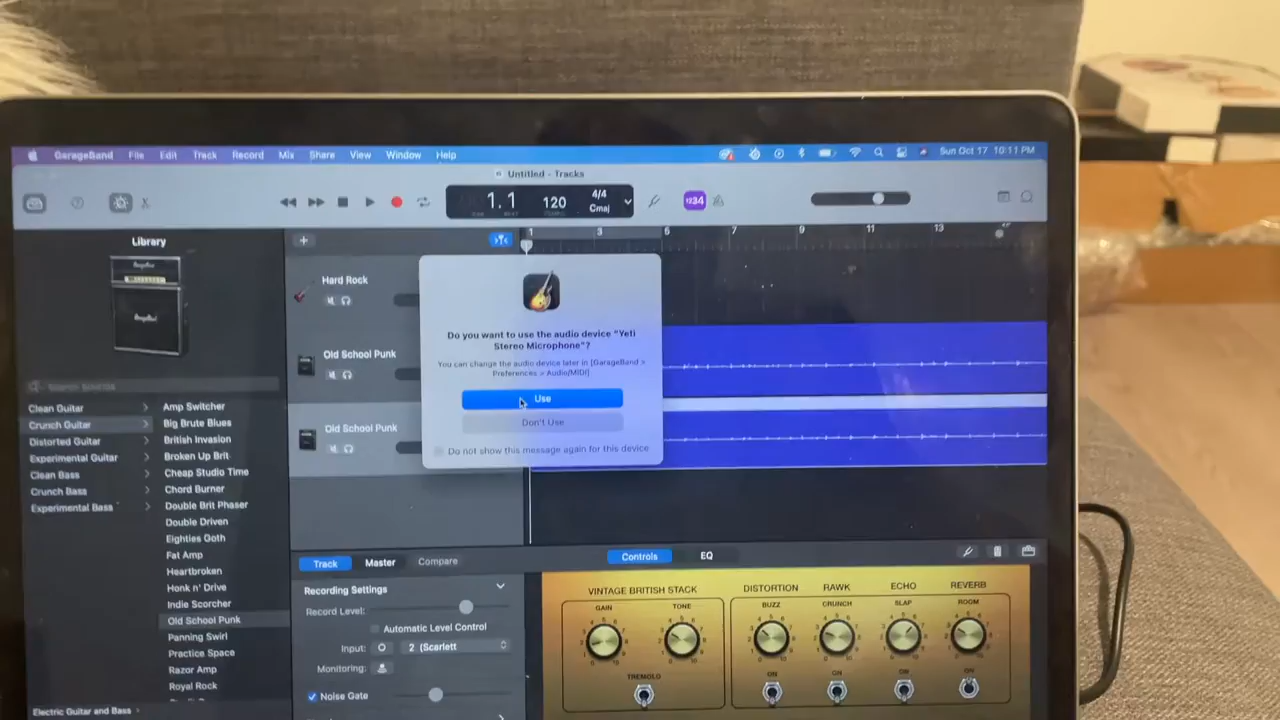 GarageBand File Edit Track Record Mix Share View Window Help
Sun Oct 17 10:11 PM
Untitled - Tracks
1.1
120
4/4
Cmaj
1234
Library
1 3 5 7 9 11 13
Hard Rock
Old School Punk
Old School Punk
Do you want to use the audio device “Yeti
Stereo Microphone”?
You can change the audio device later in [GarageBand >
Preferences > Audio/MIDI]
Use
Don't Use
Do not show this message again for this device
Search Sounds
Clean Guitar
Crunch Guitar
Distorted Guitar
Experimental Guitar
Clean Bass
Crunch Bass
Experimental Bass
Amp Switcher
Big Brute Blues
British Invasion
Broken Up Brit
Cheap Studio Time
Chord Burner
Double Brit Phaser
Double Driven
Eighties Goth
Fat Amp
Heartbroken
Honk n' Drive
Indie Scorcher
Old School Punk
Panning Swirl
Practice Space
Razor Amp
Royal Rock
Electric Guitar and Bass
Track Master Compare
Controls EQ
Recording Settings
Record Level:
Automatic Level Control
Input:
2 (Scarlett
Monitoring:
Noise Gate
VINTAGE BRITISH STACK
GAIN
TONE
TREMOLO
DISTORTION
RAWK
ECHO
REVERB
BUZZ
CRUNCH
SLAP
ROOM
ON
ON
ON
ON